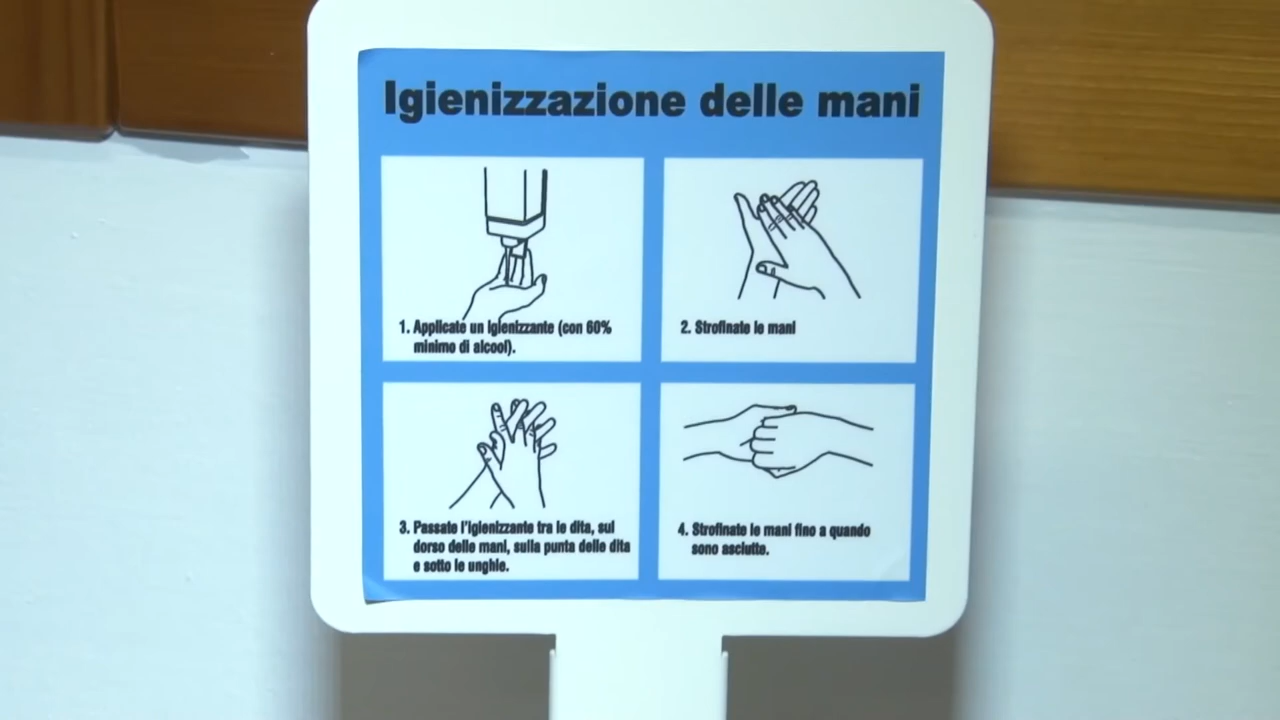 Igienizzazione delle mani
1. Applicate un igienizzante (con 60%
minimo di alcool).
2. Strofinate le mani
3. Passate l'igienizzante tra le dita, sul
dorso delle mani, sulla punta delle dita
e sotto le unghie.
4. Strofinate le mani fino a quando
sono asciutte.